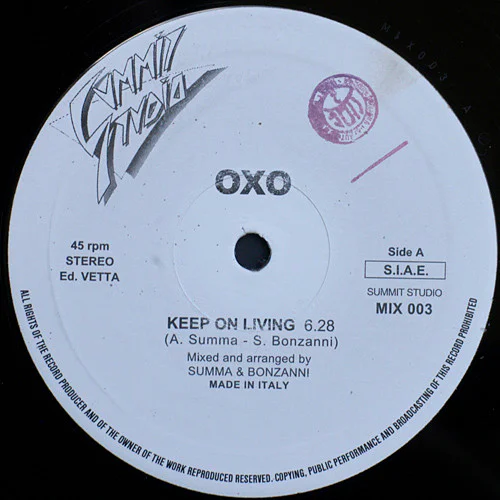 SUMMIT
STUDIO
OXO
45 rpm
STEREO
Ed. VETTA
Side A
S.I.A.E.
SUMMIT STUDIO
MIX 003
KEEP ON LIVING 6.28
(A. Summa - S. Bonzanni)
Mixed and arranged by
SUMMA & BONZANNI
MADE IN ITALY
ALL RIGHTS OF THE RECORD PRODUCER AND OF THE OWNER OF THE WORK REPRODUCED RESERVED. COPYING, PUBLIC PERFORMANCE AND BROADCASTING OF THIS RECORD PROHIBITED
MIX003 A